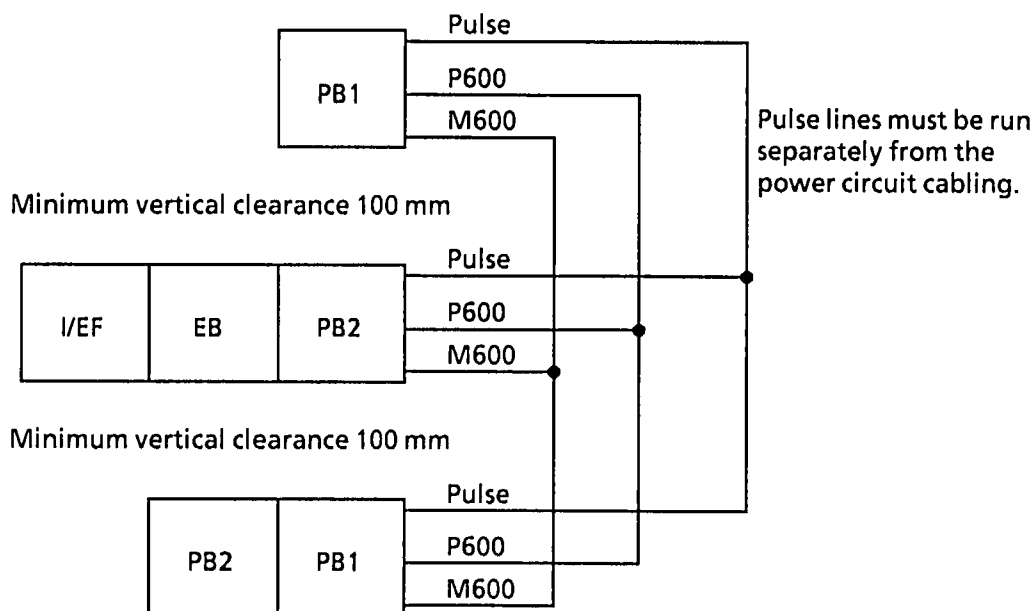 Pulse
P600
PB1
M600
Pulse lines must be run
separately from the
power circuit cabling.
Minimum vertical clearance 100 mm
Pulse
P600
I/EF
EB
PB2
M600
Minimum vertical clearance 100 mm
Pulse
P600
PB2
PB1
M600